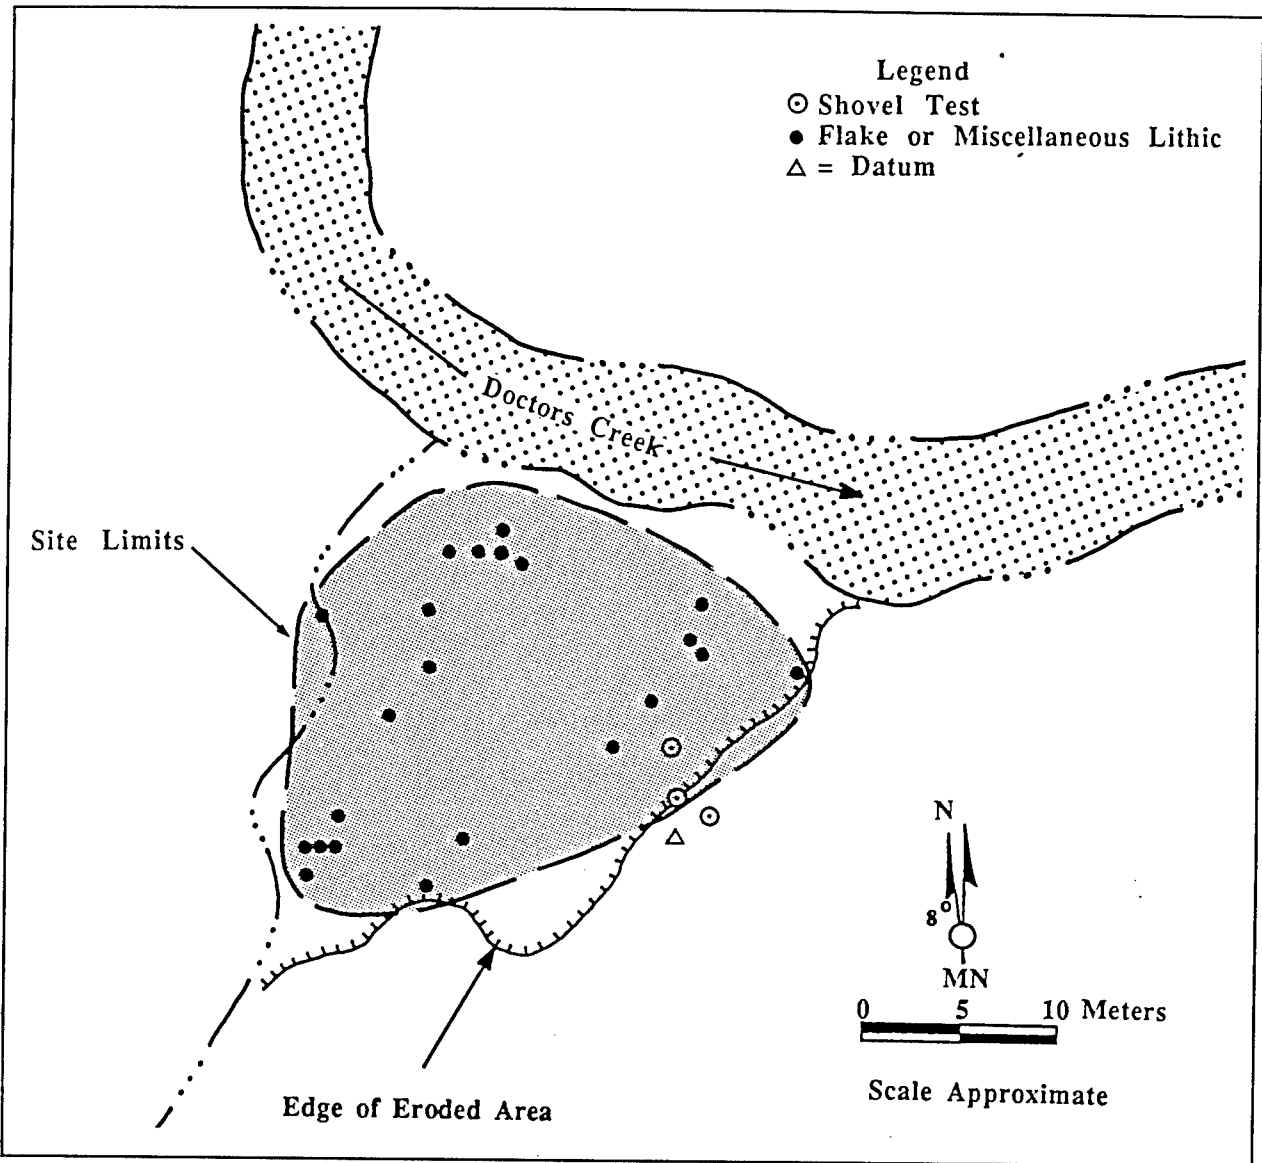 Legend
Shovel Test
Flake or Miscellaneous Lithic
= Datum
Doctors Creek
Site Limits
N
8°
MN
0 5 10 Meters
Scale Approximate
Edge of Eroded Area